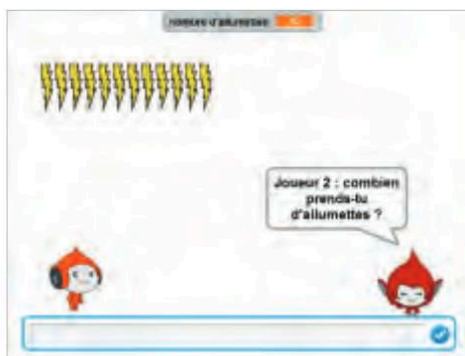 nombre d'allumettes
Joueur 2 : combien
prends-tu
d'allumettes ?